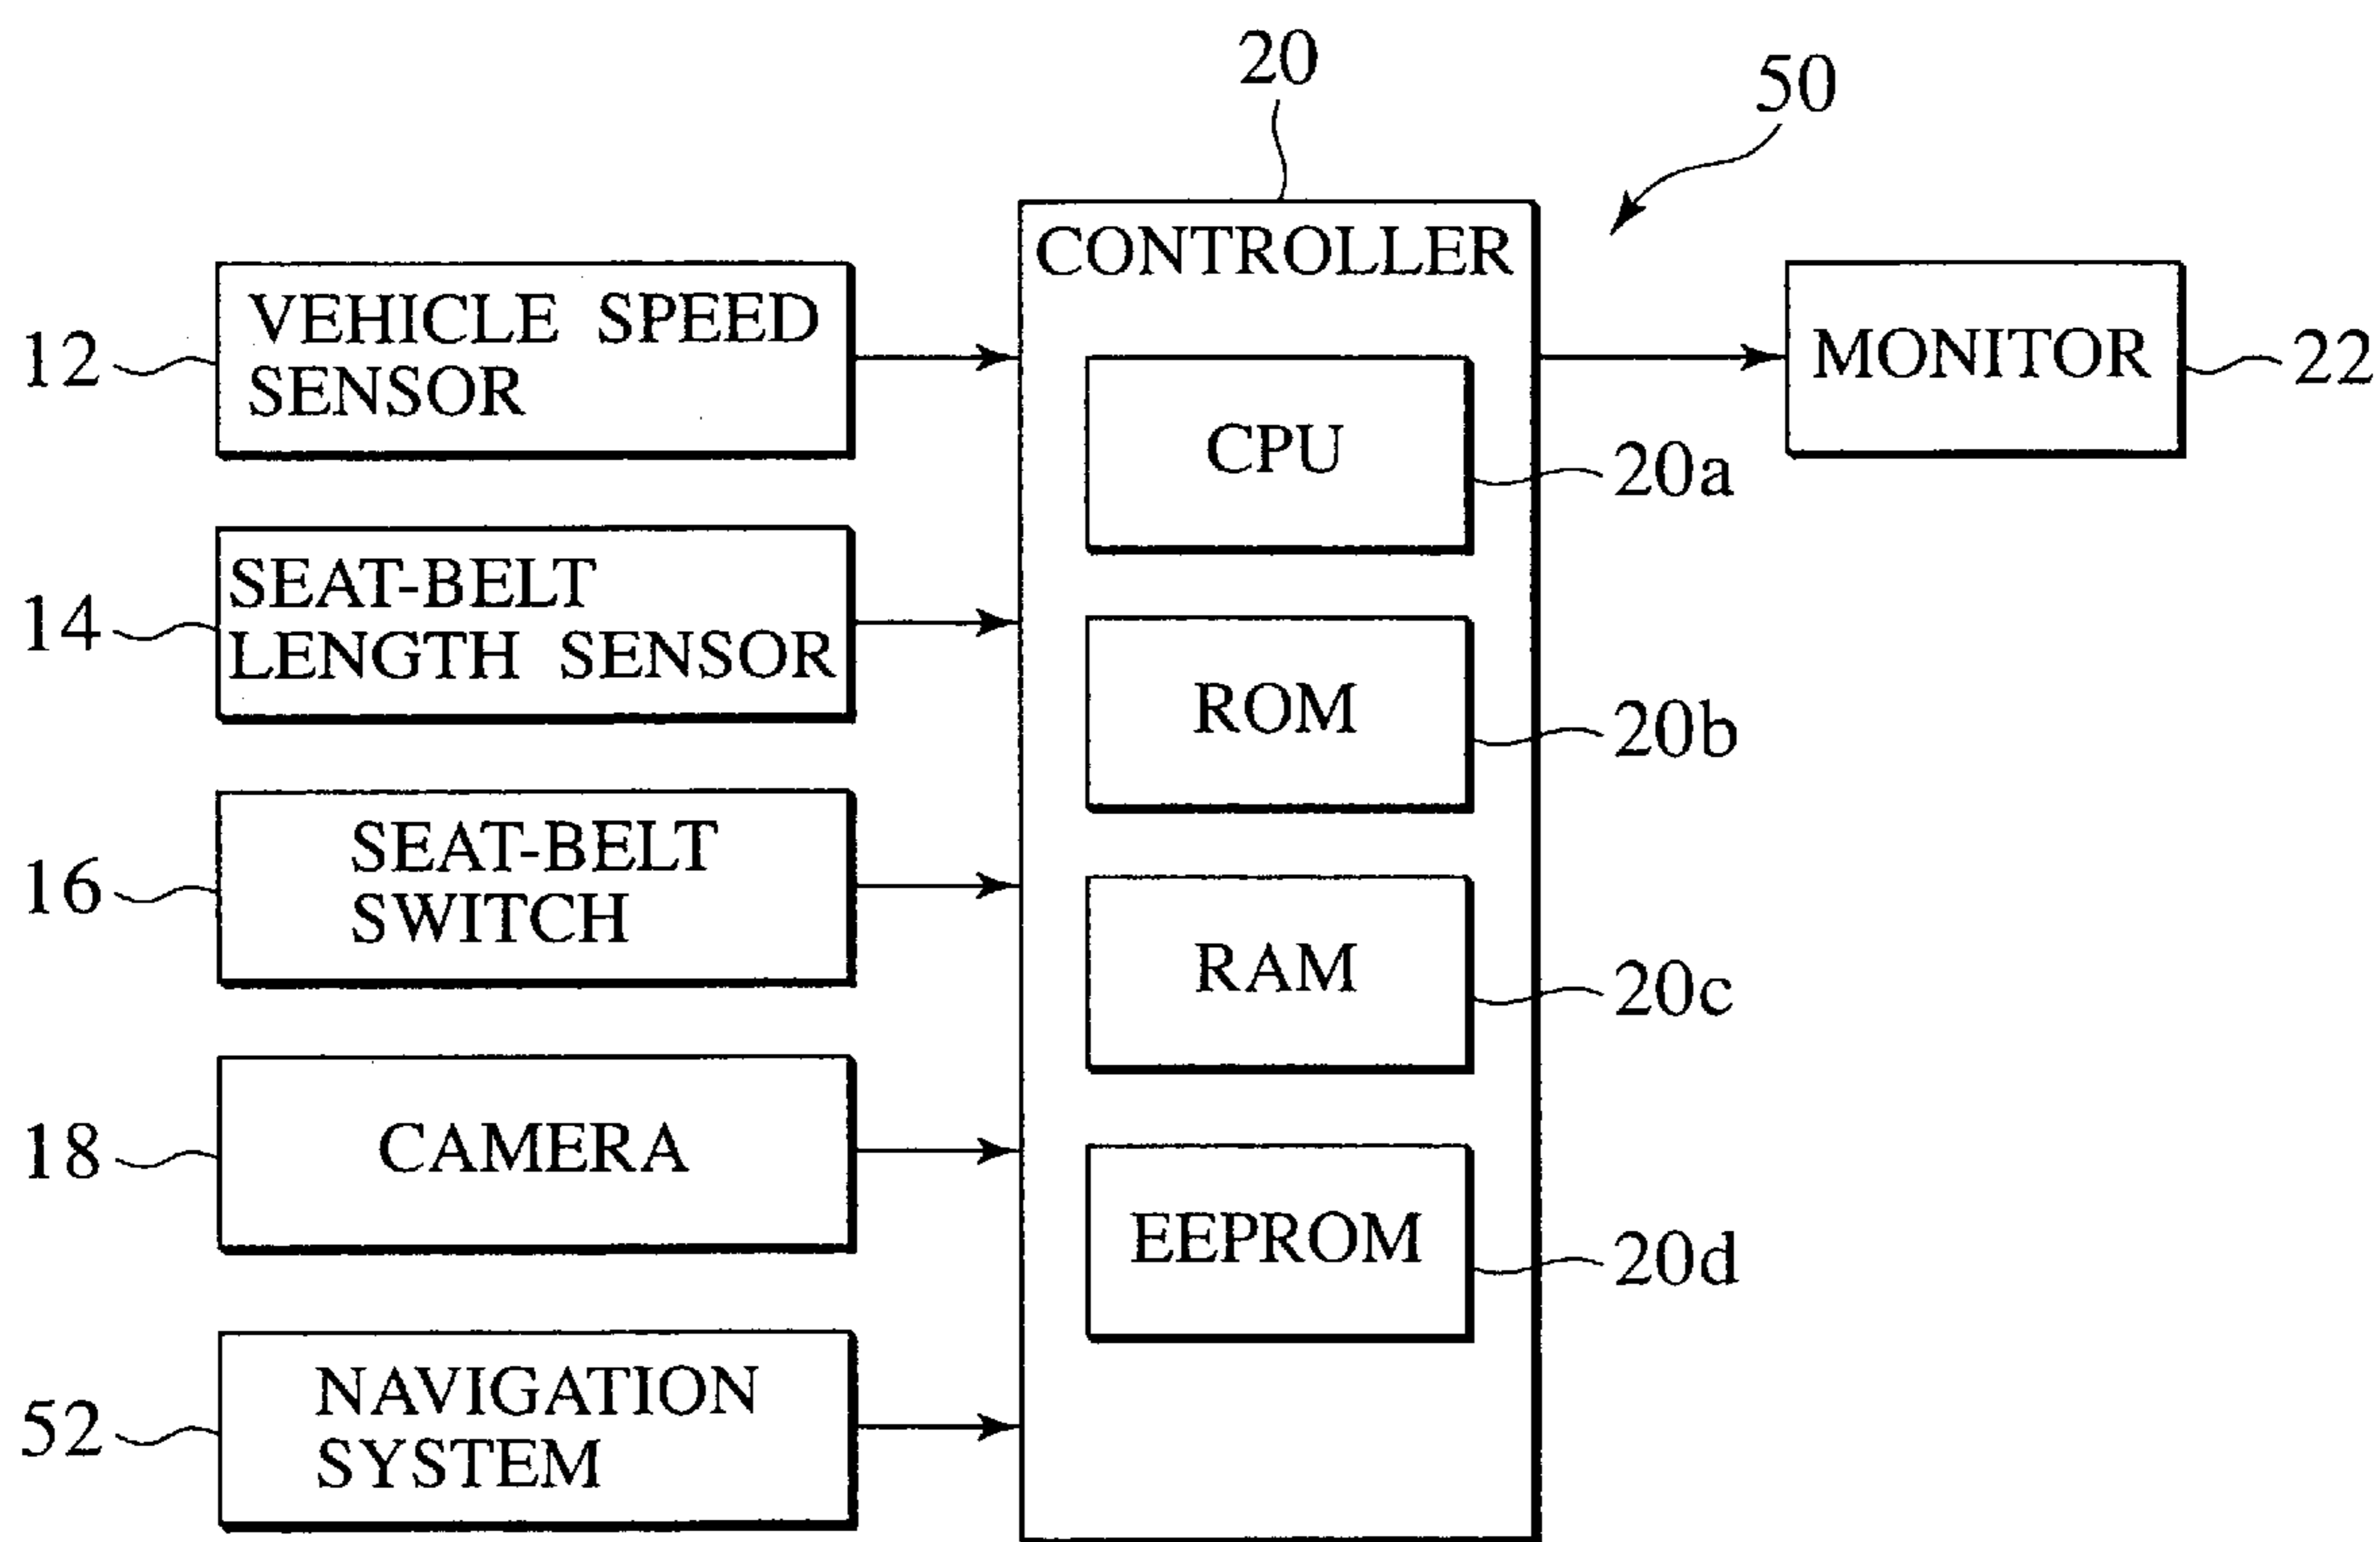 20
50
CONTROLLER
12
VEHICLE SPEED
SENSOR
MONITOR
22
CPU
20a
14
SEAT-BELT
LENGTH SENSOR
ROM
20b
16
SEAT-BELT
SWITCH
RAM
20c
18
CAMERA
EEPROM
20d
52
NAVIGATION
SYSTEM